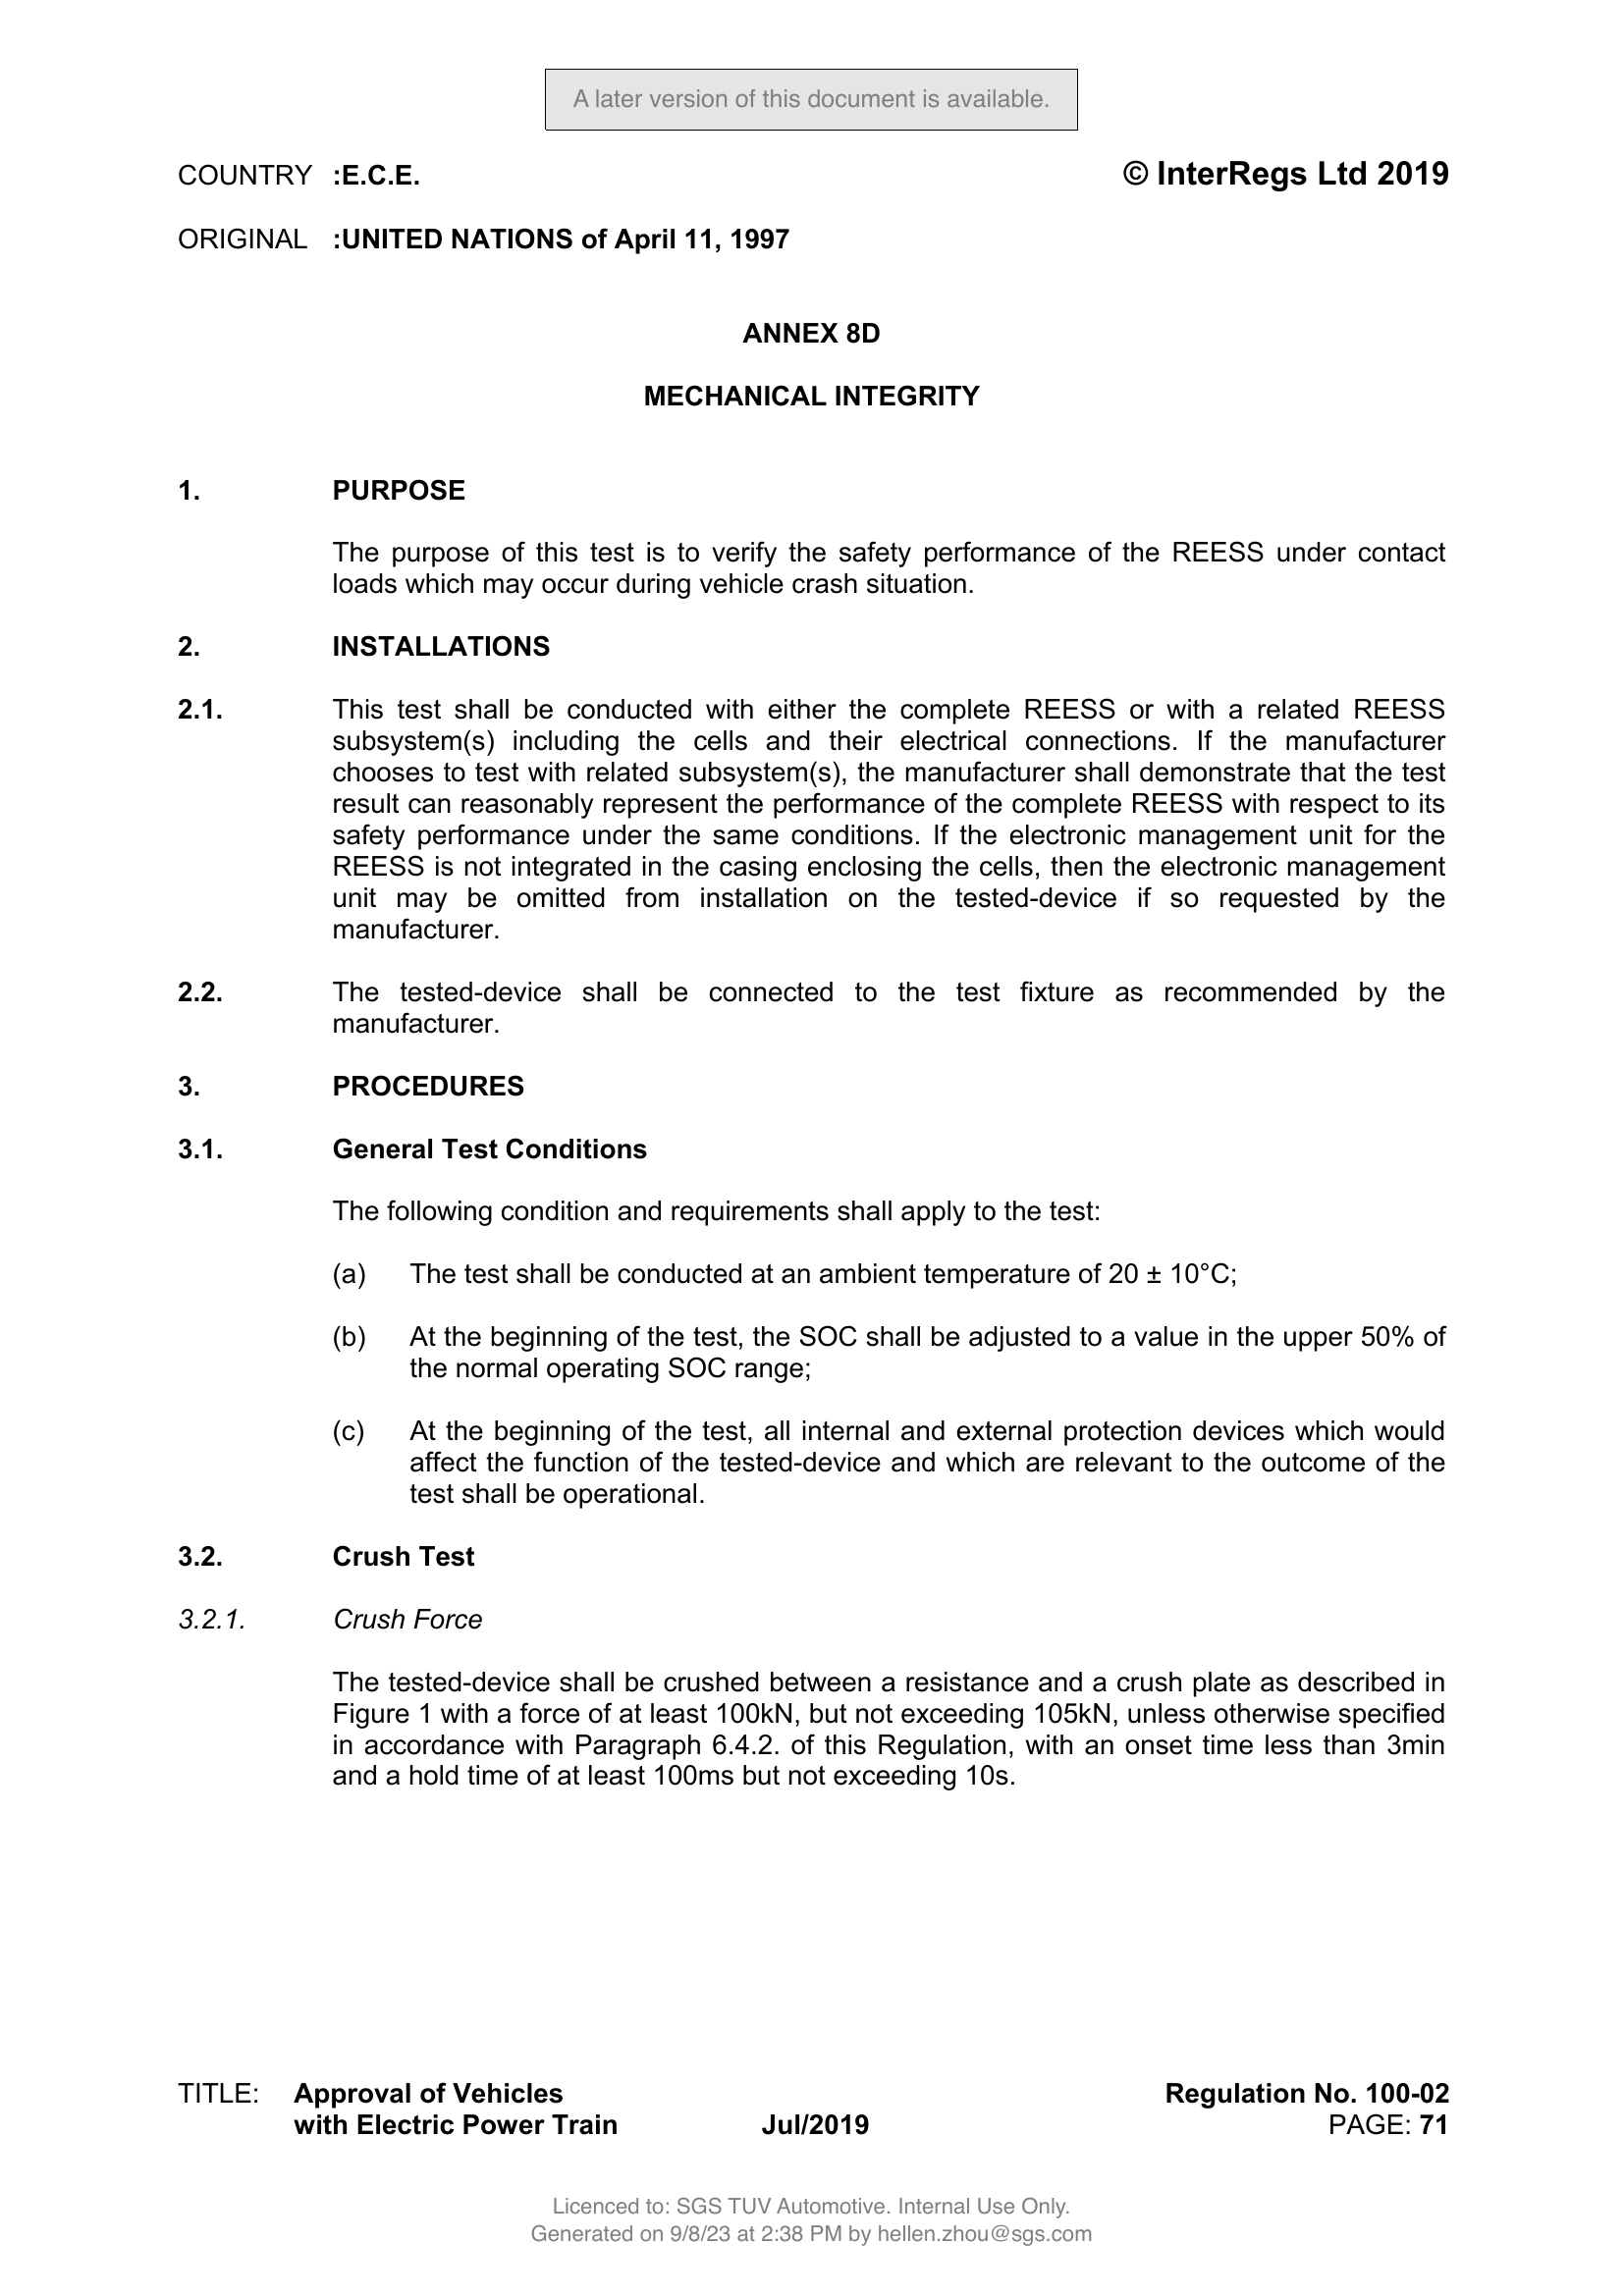 A later version of this document is available.
COUNTRY :E.C.E. © InterRegs Ltd 2019
ORIGINAL :UNITED NATIONS of April 11, 1997
ANNEX 8D
MECHANICAL INTEGRITY
1. PURPOSE
The purpose of this test is to verify the safety performance of the REESS under contact
loads which may occur during vehicle crash situation.
2. INSTALLATIONS
2.1. This test shall be conducted with either the complete REESS or with a related REESS
subsystem(s) including the cells and their electrical connections. If the manufacturer
chooses to test with related subsystem(s), the manufacturer shall demonstrate that the test
result can reasonably represent the performance of the complete REESS with respect to its
safety performance under the same conditions. If the electronic management unit for the
REESS is not integrated in the casing enclosing the cells, then the electronic management
unit may be omitted from installation on the tested-device if so requested by the
manufacturer.
2.2. The tested-device shall be connected to the test fixture as recommended by the
manufacturer.
3. PROCEDURES
3.1. General Test Conditions
The following condition and requirements shall apply to the test:
(a) The test shall be conducted at an ambient temperature of 20 ± 10°C;
(b) At the beginning of the test, the SOC shall be adjusted to a value in the upper 50% of
the normal operating SOC range;
(c) At the beginning of the test, all internal and external protection devices which would
affect the function of the tested-device and which are relevant to the outcome of the
test shall be operational.
3.2. Crush Test
3.2.1. Crush Force
The tested-device shall be crushed between a resistance and a crush plate as described in
Figure 1 with a force of at least 100kN, but not exceeding 105kN, unless otherwise specified
in accordance with Paragraph 6.4.2. of this Regulation, with an onset time less than 3min
and a hold time of at least 100ms but not exceeding 10s.
TITLE: Approval of Vehicles Regulation No. 100-02
with Electric Power Train Jul/2019 PAGE: 71
Licenced to: SGS TUV Automotive. Internal Use Only.
Generated on 9/8/23 at 2:38 PM by hellen.zhou@sgs.com